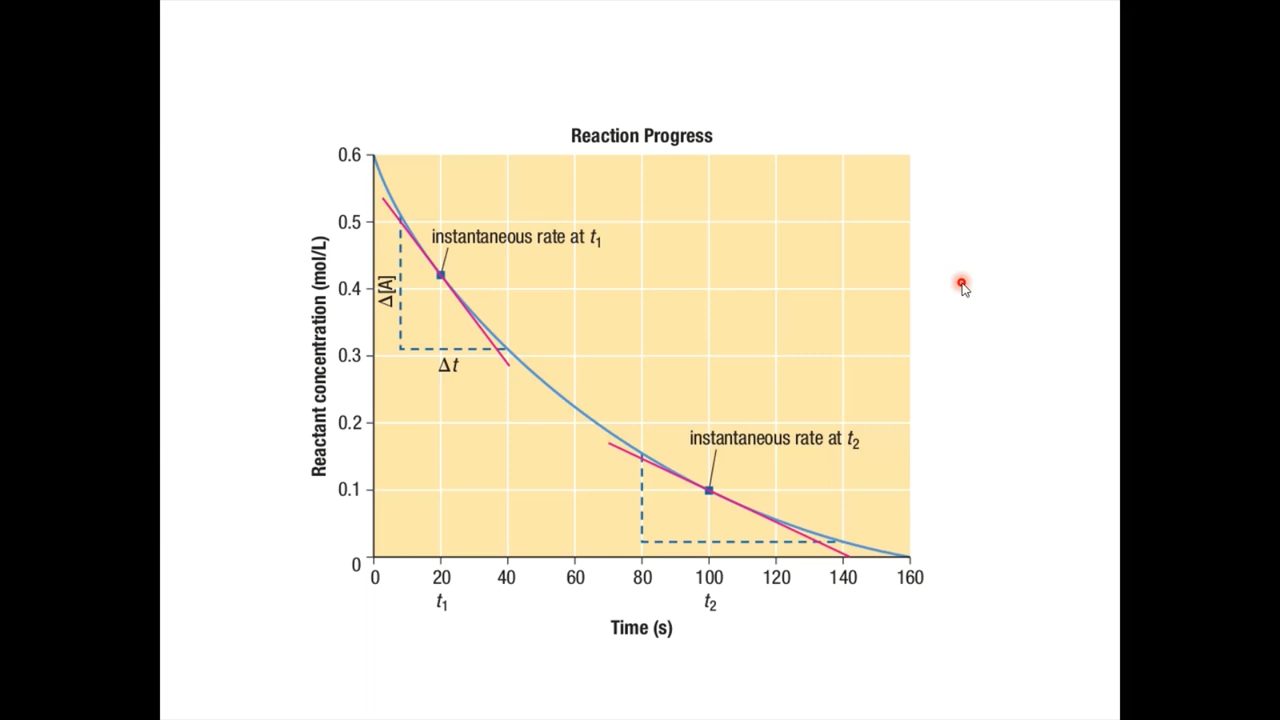 Reaction Progress
0.6
0.5
0.4
0.3
0.2
0.1
0
Reactant concentration (mol/L)
instantaneous rate at t₁
Δ[A]
Δt
instantaneous rate at t₂
0 20 40 60 80 100 120 140 160
t₁ t₂
Time (s)